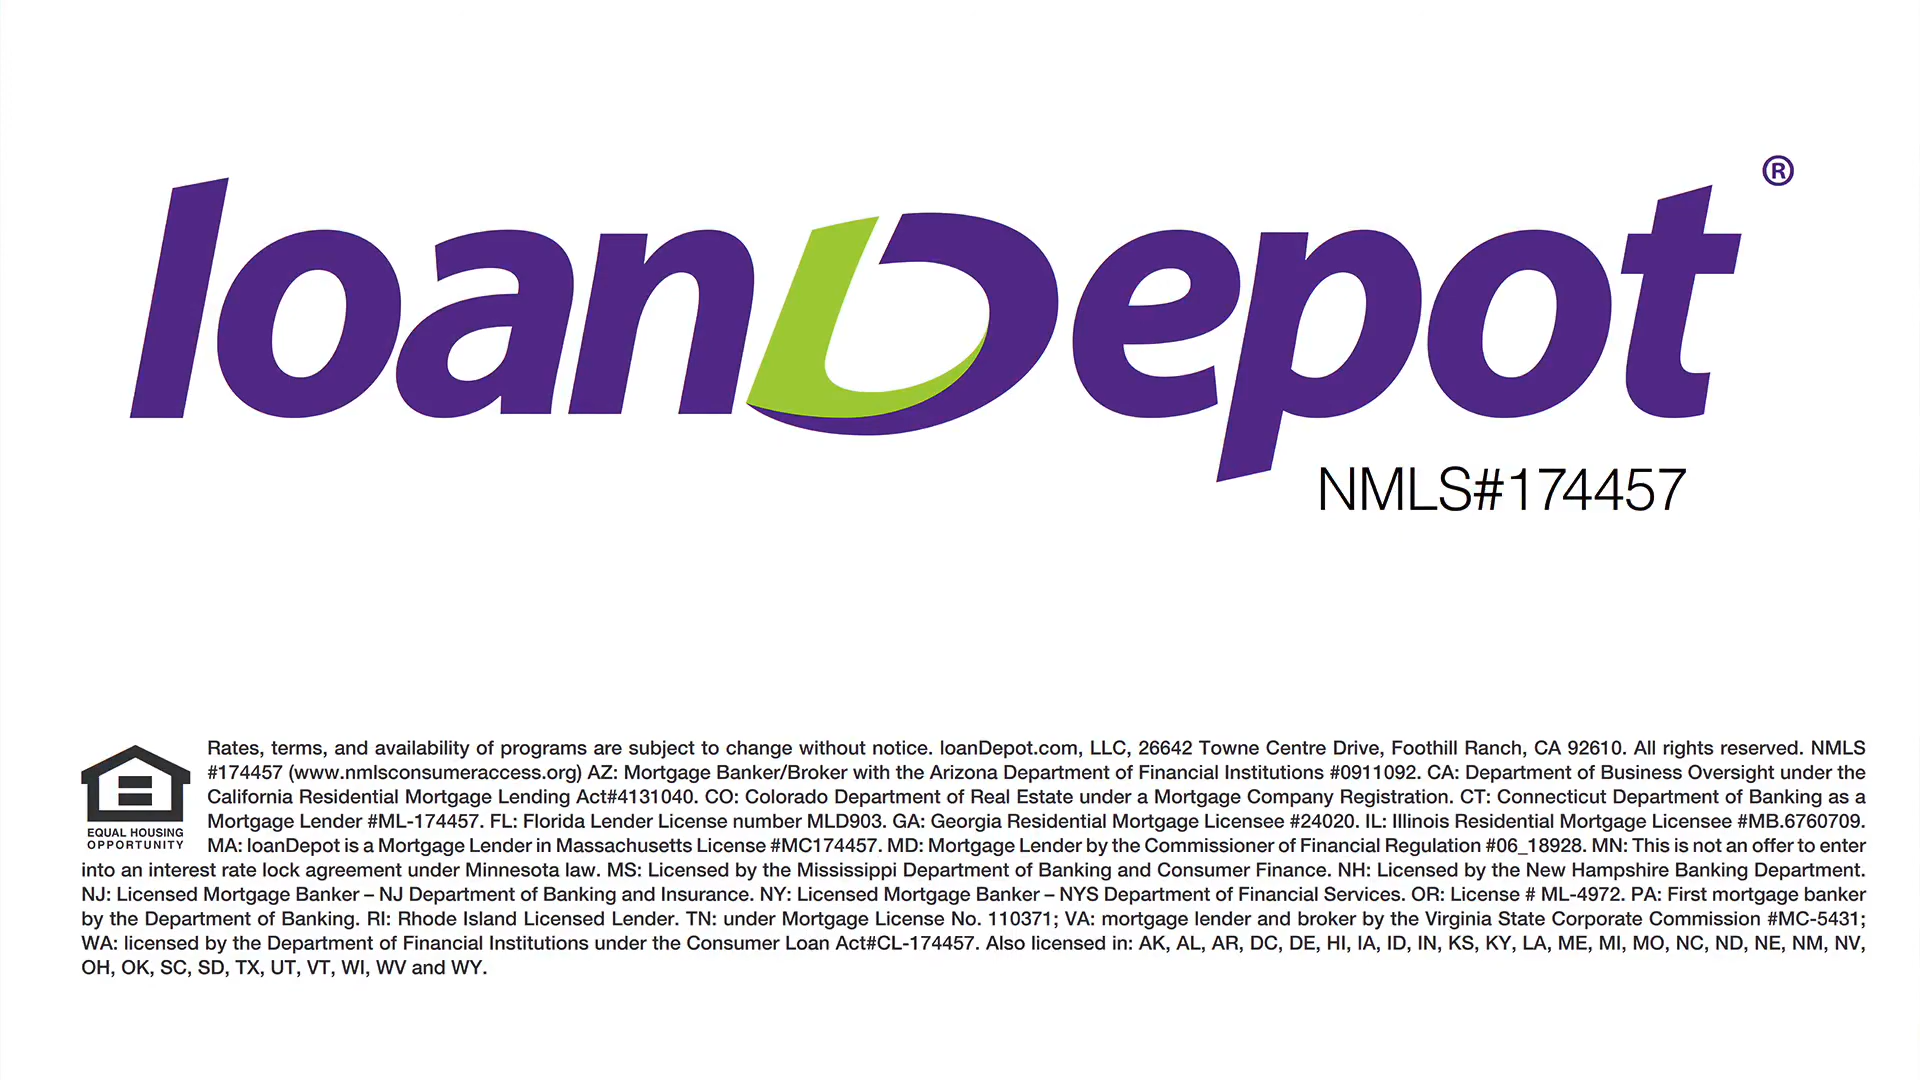 loanDepot®
NMLS#174457
Rates, terms, and availability of programs are subject to change without notice. loanDepot.com, LLC, 26642 Towne Centre Drive, Foothill Ranch, CA 92610. All rights reserved. NMLS
#174457 (www.nmlsconsumeraccess.org) AZ: Mortgage Banker/Broker with the Arizona Department of Financial Institutions #0911092. CA: Department of Business Oversight under the
California Residential Mortgage Lending Act#4131040. CO: Colorado Department of Real Estate under a Mortgage Company Registration. CT: Connecticut Department of Banking as a
Mortgage Lender #ML-174457. FL: Florida Lender License number MLD903. GA: Georgia Residential Mortgage Licensee #24020. IL: Illinois Residential Mortgage Licensee #MB.6760709.
EQUAL HOUSING
OPPORTUNITY
MA: loanDepot is a Mortgage Lender in Massachusetts License #MC174457. MD: Mortgage Lender by the Commissioner of Financial Regulation #06_18928. MN: This is not an offer to enter
into an interest rate lock agreement under Minnesota law. MS: Licensed by the Mississippi Department of Banking and Consumer Finance. NH: Licensed by the New Hampshire Banking Department.
NJ: Licensed Mortgage Banker – NJ Department of Banking and Insurance. NY: Licensed Mortgage Banker – NYS Department of Financial Services. OR: License # ML-4972. PA: First mortgage banker
by the Department of Banking. RI: Rhode Island Licensed Lender. TN: under Mortgage License No. 110371; VA: mortgage lender and broker by the Virginia State Corporate Commission #MC-5431;
WA: licensed by the Department of Financial Institutions under the Consumer Loan Act#CL-174457. Also licensed in: AK, AL, AR, DC, DE, HI, IA, ID, IN, KS, KY, LA, ME, MI, MO, NC, ND, NE, NM, NV,
OH, OK, SC, SD, TX, UT, VT, WI, WV and WY.